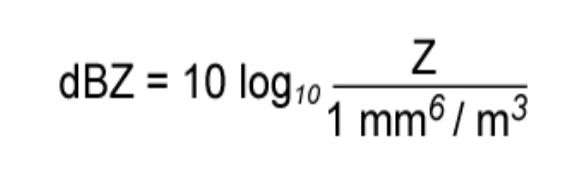 dBZ = 10 log₁₀ Z
1 mm⁶ / m³